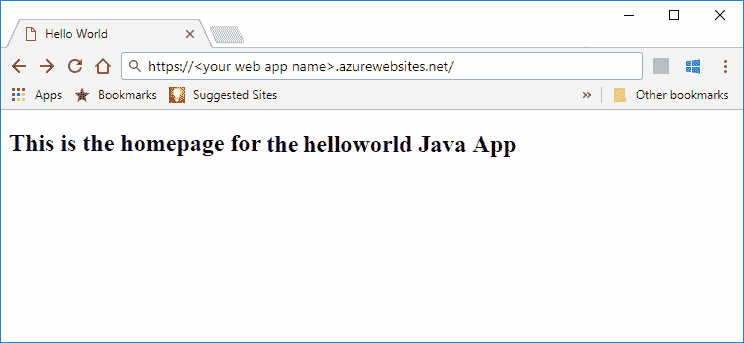 Hello World
https://<your web app name>.azurewebsites.net/
Apps Bookmarks Suggested Sites Other bookmarks
This is the homepage for the helloworld Java App